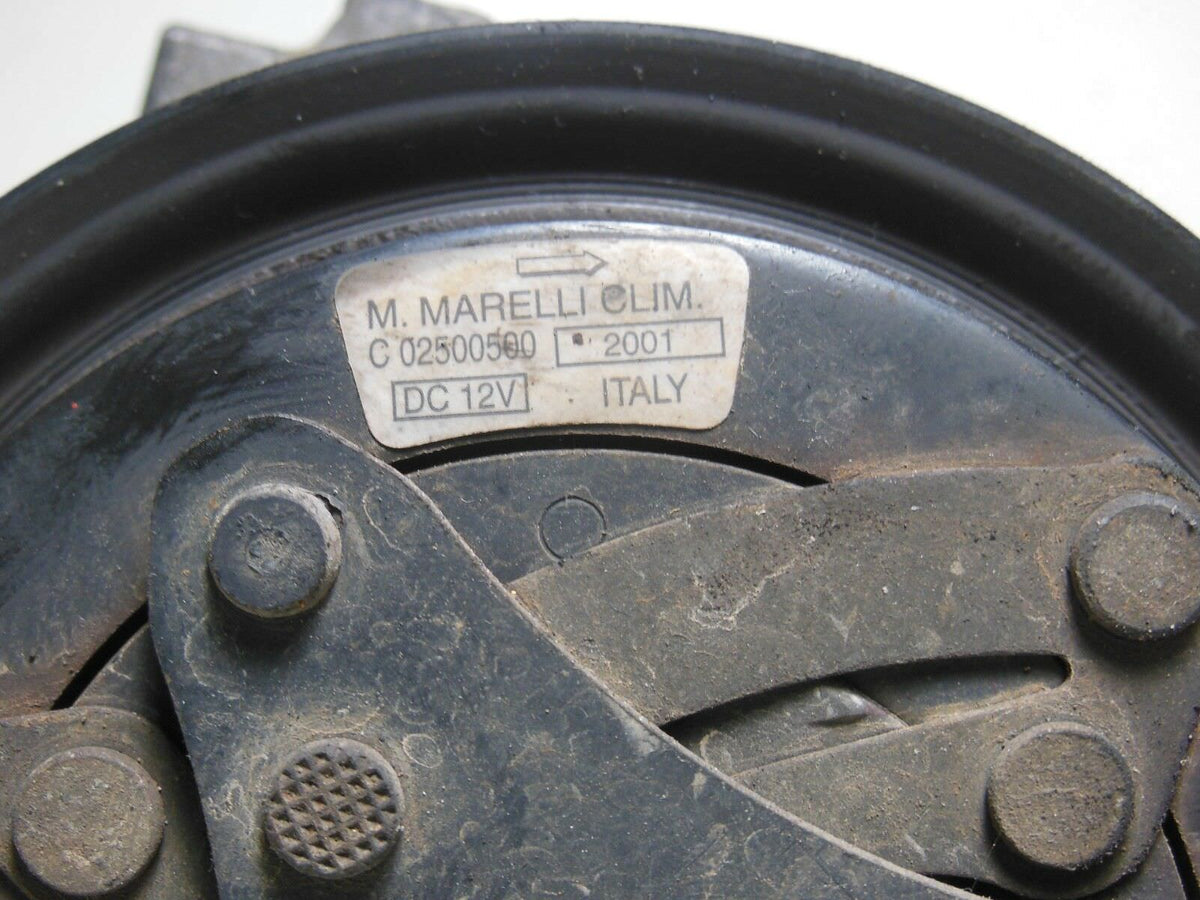 M. MARELLI CLIM.
C 02500500 2001
DC 12V ITALY